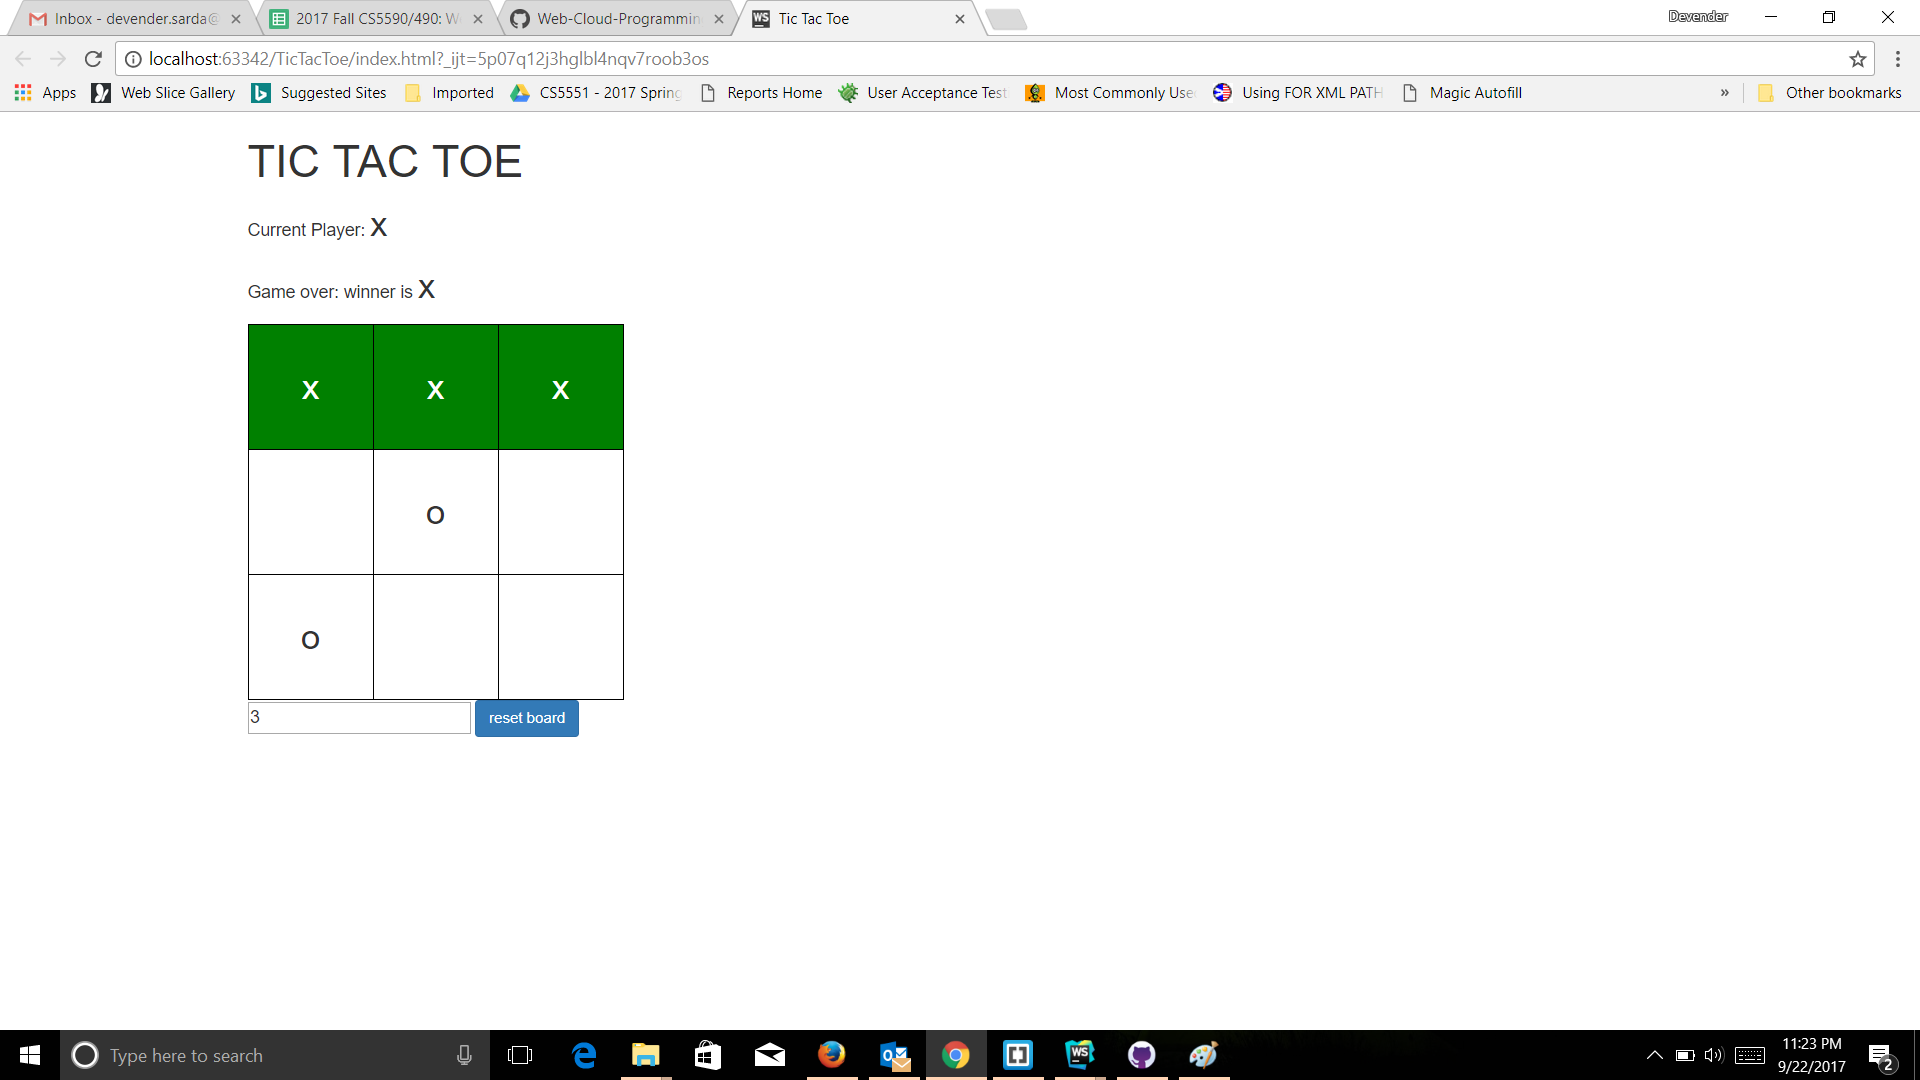 Inbox - devender.sarda@
2017 Fall CS5590/490: W
Web-Cloud-Programmin
WS
Tic Tac Toe
Devender
localhost:63342/TicTacToe/index.html?_ijt=5p07q12j3hglbl4nqv7roob3os
Apps
Web Slice Gallery
Suggested Sites
Imported
CS5551 - 2017 Spring
Reports Home
User Acceptance Test
Most Commonly Use
Using FOR XML PATH
Magic Autofill
»
Other bookmarks
TIC TAC TOE
Current Player: X
Game over: winner is X
X X X
O
O
3
reset board
Type here to search
WS
11:23 PM
9/22/2017
2